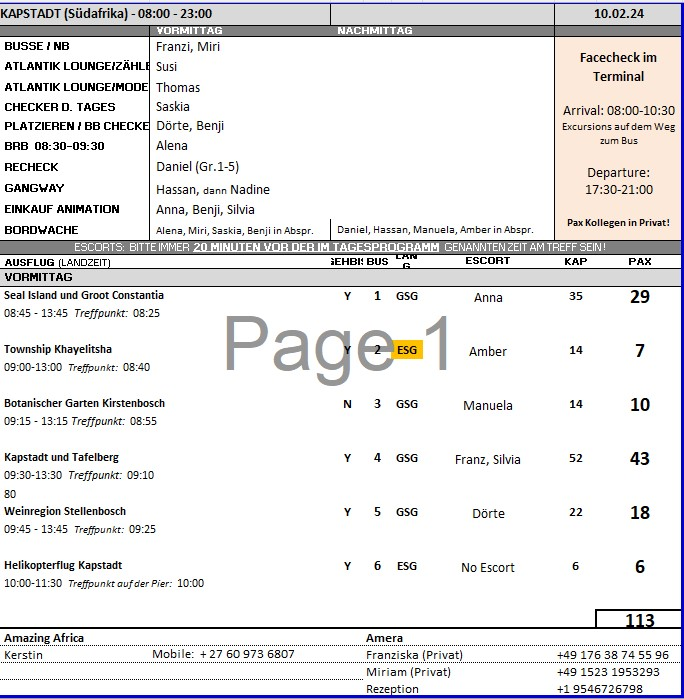 KAPSTADT (Südafrika) - 08:00 - 23:00 10.02.24
VORMITTAG NACHMITTAG
BUSSE / NB Franzi, Miri
ATLANTIK LOUNGE/ZÄHLE Susi
ATLANTIK LOUNGE/MODE Thomas
CHECKER D. TAGES Saskia
PLATZIEREN / BB CHECKE Dörte, Benji
BRB 08:30-09:30 Alena
RECHECK Daniel (Gr.1-5)
GANGWAY Hassan, dann Nadine
EINKAUF ANIMATION Anna, Benji, Silvia
BORDWACHE Alena, Miri, Saskia, Benji in Abspr. Daniel, Hassan, Manuela, Amber in Abspr.
Facecheck im
Terminal
Arrival: 08:00-10:30
Excursions auf dem Weg
zum Bus
Departure:
17:30-21:00
Pax Kollegen in Privat!
ESCORTS: BITTE IMMER 20 MINUTEN VOR DER IM TAGESPROGRAMM GENANNTEN ZEIT AM TREFF SEIN!
AUSFLUG (LANDZEIT) GEHBI BUS LAN G ESCORT KAP PAX
VORMITTAG
Seal Island und Groot Constantia Y 1 GSG Anna 35 29
08:45 - 13:45 Treffpunkt: 08:25
Page 1
Township Khayelitsha Y 2 ESG Amber 14 7
09:00-13:00 Treffpunkt: 08:40
Botanischer Garten Kirstenbosch N 3 GSG Manuela 14 10
09:15 - 13:15 Treffpunkt: 08:55
Kapstadt und Tafelberg Y 4 GSG Franz, Silvia 52 43
09:30-13:30 Treffpunkt: 09:10
80
Weinregion Stellenbosch Y 5 GSG Dörte 22 18
09:45 - 13:45 Treffpunkt: 09:25
Helikopterflug Kapstadt Y 6 ESG No Escort 6 6
10:00-11:30 Treffpunkt auf der Pier: 10:00
113
Amazing Africa Amera
Kerstin Mobile: + 27 60 973 6807 Franziska (Privat) +49 176 38 74 55 96
Miriam (Privat) +49 1523 1953293
Rezeption +1 9546726798